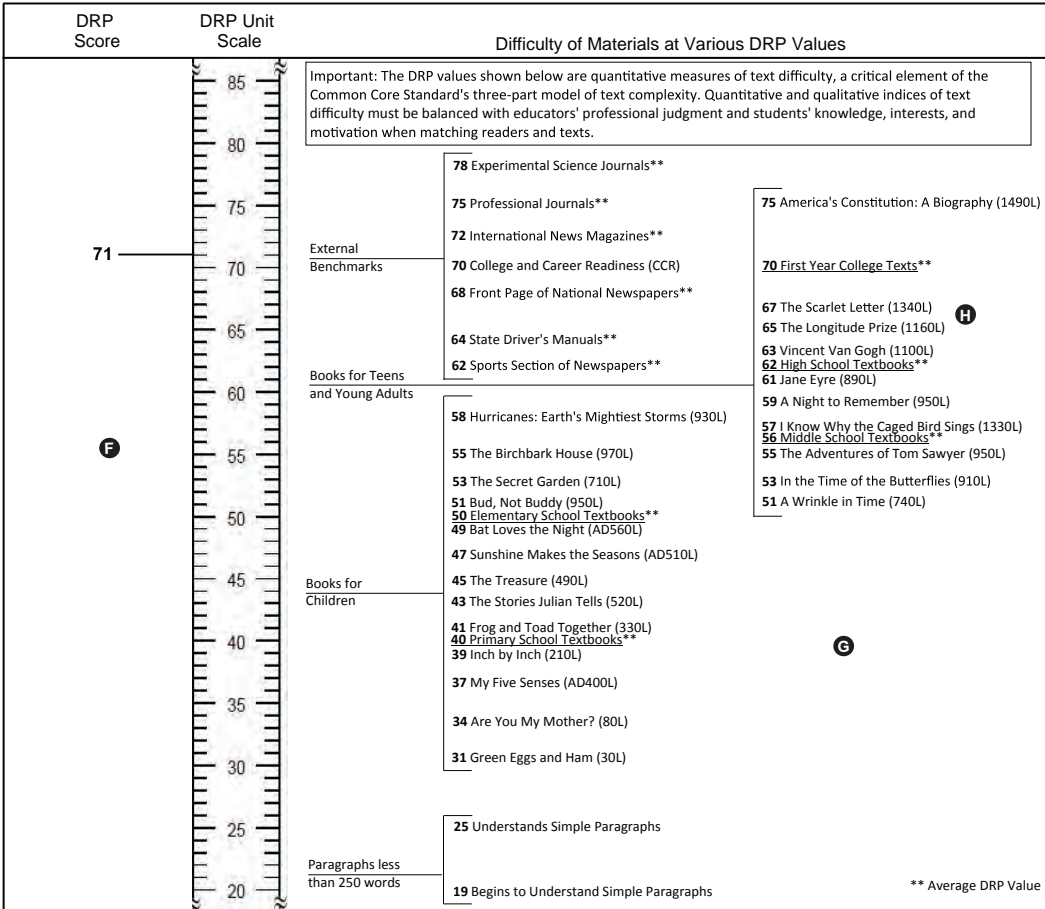 DRP
Score
DRP Unit
Scale
Difficulty of Materials at Various DRP Values
Important: The DRP values shown below are quantitative measures of text difficulty, a critical element of the
Common Core Standard's three-part model of text complexity. Quantitative and qualitative indices of text
difficulty must be balanced with educators' professional judgment and students' knowledge, interests, and
motivation when matching readers and texts.
71
F
85
80
75
70
65
60
55
50
45
40
35
30
25
20
External
Benchmarks
78 Experimental Science Journals**
75 Professional Journals**
72 International News Magazines**
70 College and Career Readiness (CCR)
68 Front Page of National Newspapers**
64 State Driver's Manuals**
62 Sports Section of Newspapers**
Books for Teens
and Young Adults
75 America's Constitution: A Biography (1490L)
70 First Year College Texts**
67 The Scarlet Letter (1340L)
H
65 The Longitude Prize (1160L)
63 Vincent Van Gogh (1100L)
62 High School Textbooks**
61 Jane Eyre (890L)
59 A Night to Remember (950L)
57 I Know Why the Caged Bird Sings (1330L)
56 Middle School Textbooks**
55 The Adventures of Tom Sawyer (950L)
53 In the Time of the Butterflies (910L)
51 A Wrinkle in Time (740L)
Books for
Children
58 Hurricanes: Earth's Mightiest Storms (930L)
55 The Birchbark House (970L)
53 The Secret Garden (710L)
51 Bud, Not Buddy (950L)
50 Elementary School Textbooks**
49 Bat Loves the Night (AD560L)
47 Sunshine Makes the Seasons (AD510L)
45 The Treasure (490L)
43 The Stories Julian Tells (520L)
41 Frog and Toad Together (330L)
40 Primary School Textbooks**
39 Inch by Inch (210L)
37 My Five Senses (AD400L)
34 Are You My Mother? (80L)
31 Green Eggs and Ham (30L)
G
Paragraphs less
than 250 words
25 Understands Simple Paragraphs
19 Begins to Understand Simple Paragraphs
** Average DRP Value